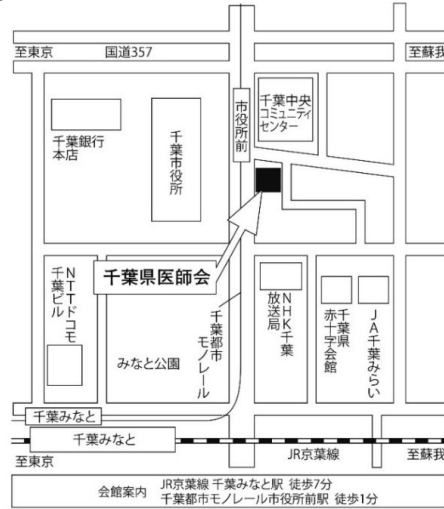 至東京
国道357
至蘇我
千葉銀行
本店
千葉市役所
市役所前
千葉中央
コミュニティ
センター
千葉県医師会
NTTドコモ
千葉ビル
みなと公園
千葉都市
モノレール
NHK千葉
放送局
千葉県
赤十字会館
JA千葉みらい
千葉みなと
千葉みなと
至東京
JR京葉線
至蘇我
会館案内
JR京葉線 千葉みなと駅 徒歩7分
千葉都市モノレール市役所前駅 徒歩1分